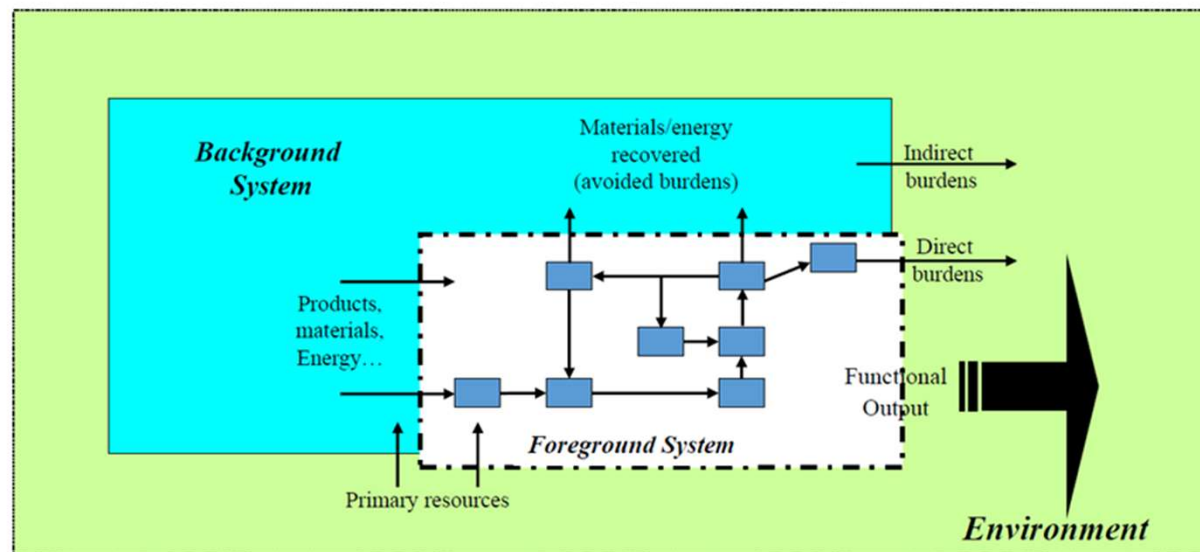 Background
System
Materials/energy
recovered
(avoided burdens)
Indirect
burdens
Direct
burdens
Products,
materials,
Energy…
Functional
Output
Foreground System
Primary resources
Environment